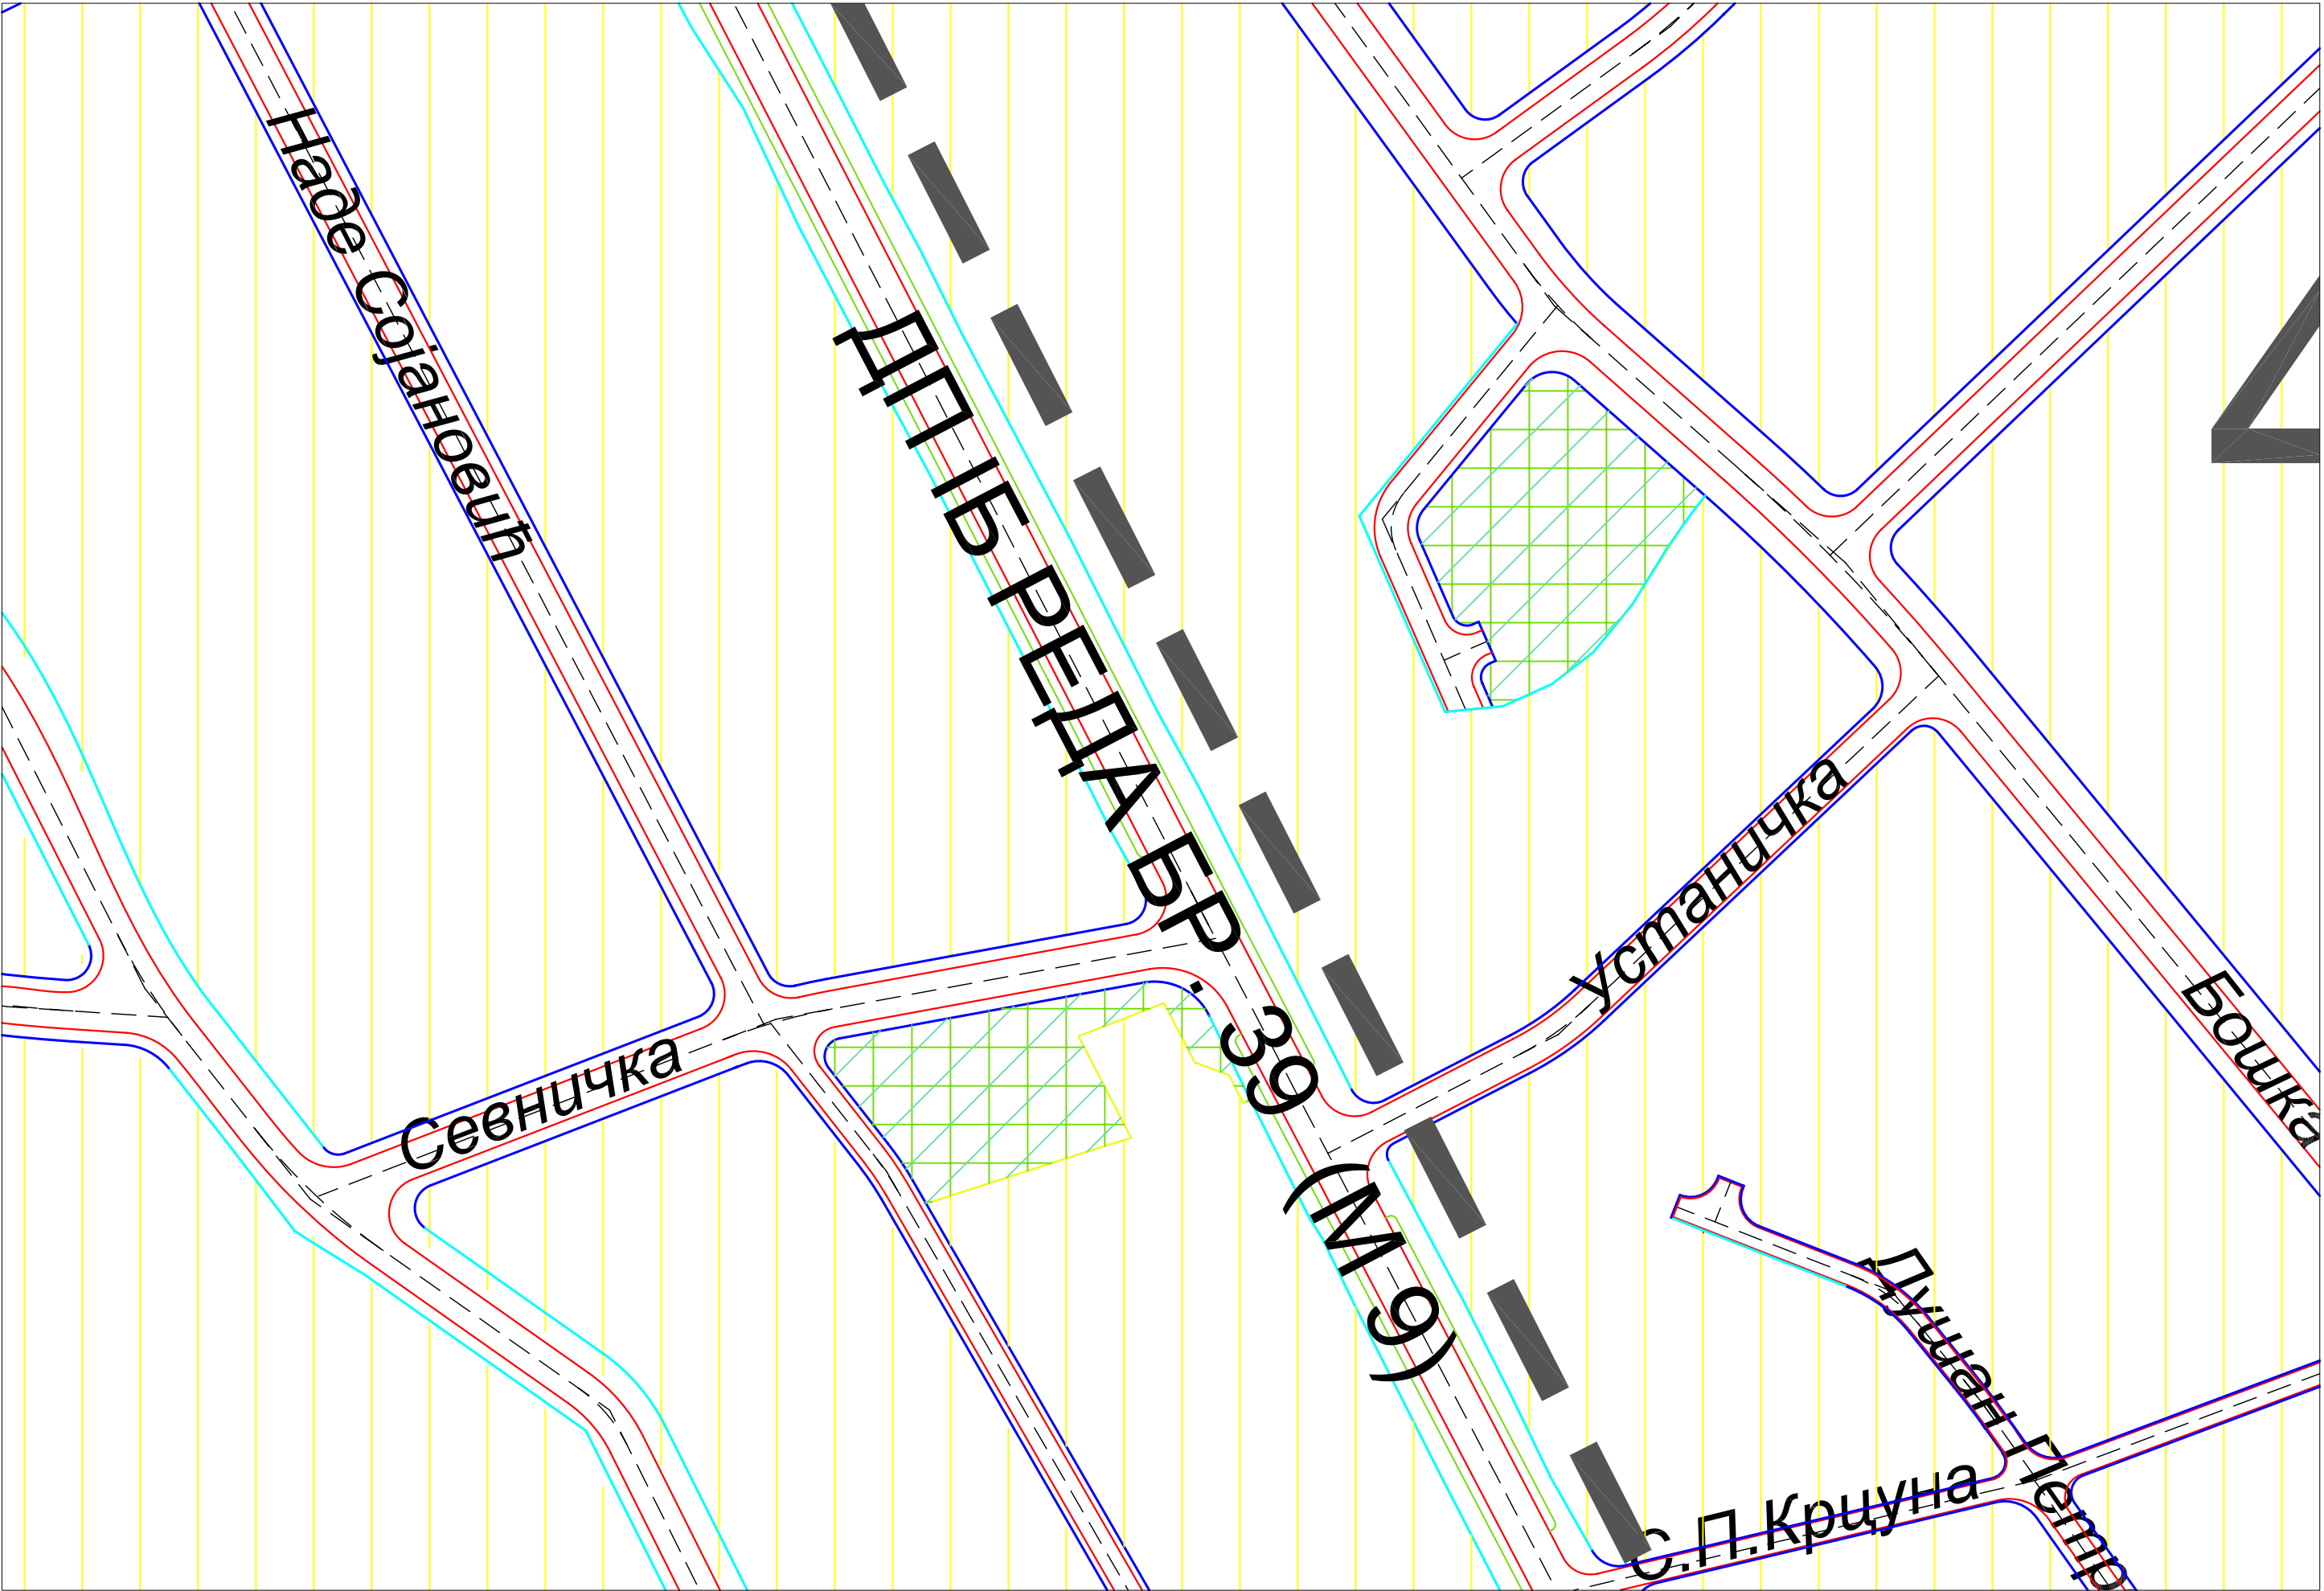 Наде Сојановић
ДП IБ РЕДА БР. 39 (М 9)
Севничка
Устаничка
Бошка
С.П.Крцуна
Душан Петр